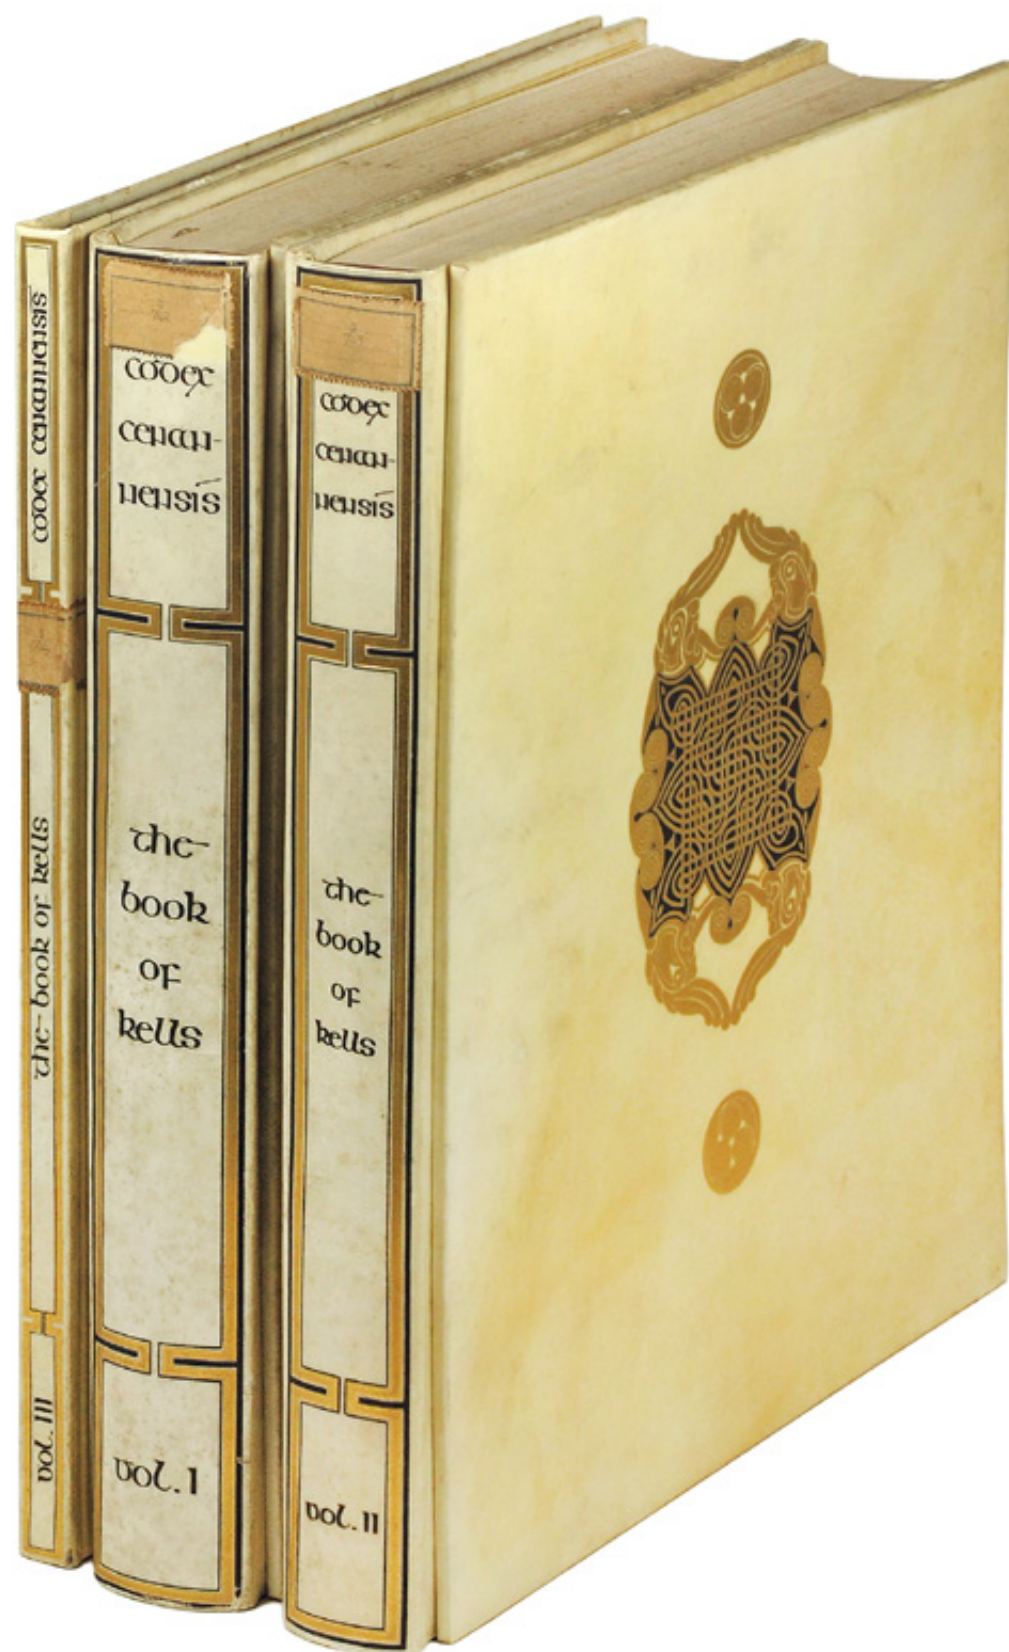 codex cenannensis
the book of kells
vol. III
codex
cenan-
nensis
the
book
of
kells
vol. I
codex
cenan-
nensis
the
book
of
kells
vol. II